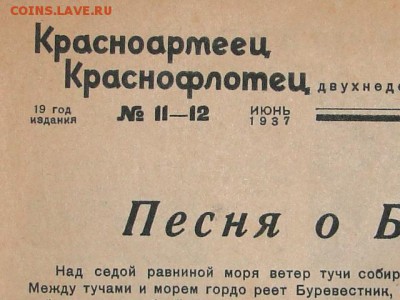 COINS.LAVE.RU
Красноармеец
Краснофлотец, двухнеде
19 год издания № 11—12 ИЮНЬ 1937
Песня о Б
Над седой равниной моря ветер тучи собир
Между тучами и морем гордо реет Буревестник,